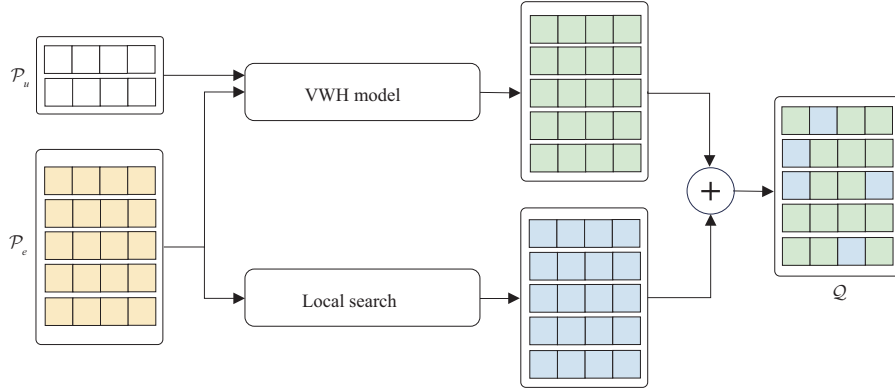 𝒫ᵤ
VWH model
𝒫ₑ
+
Local search
𝒬